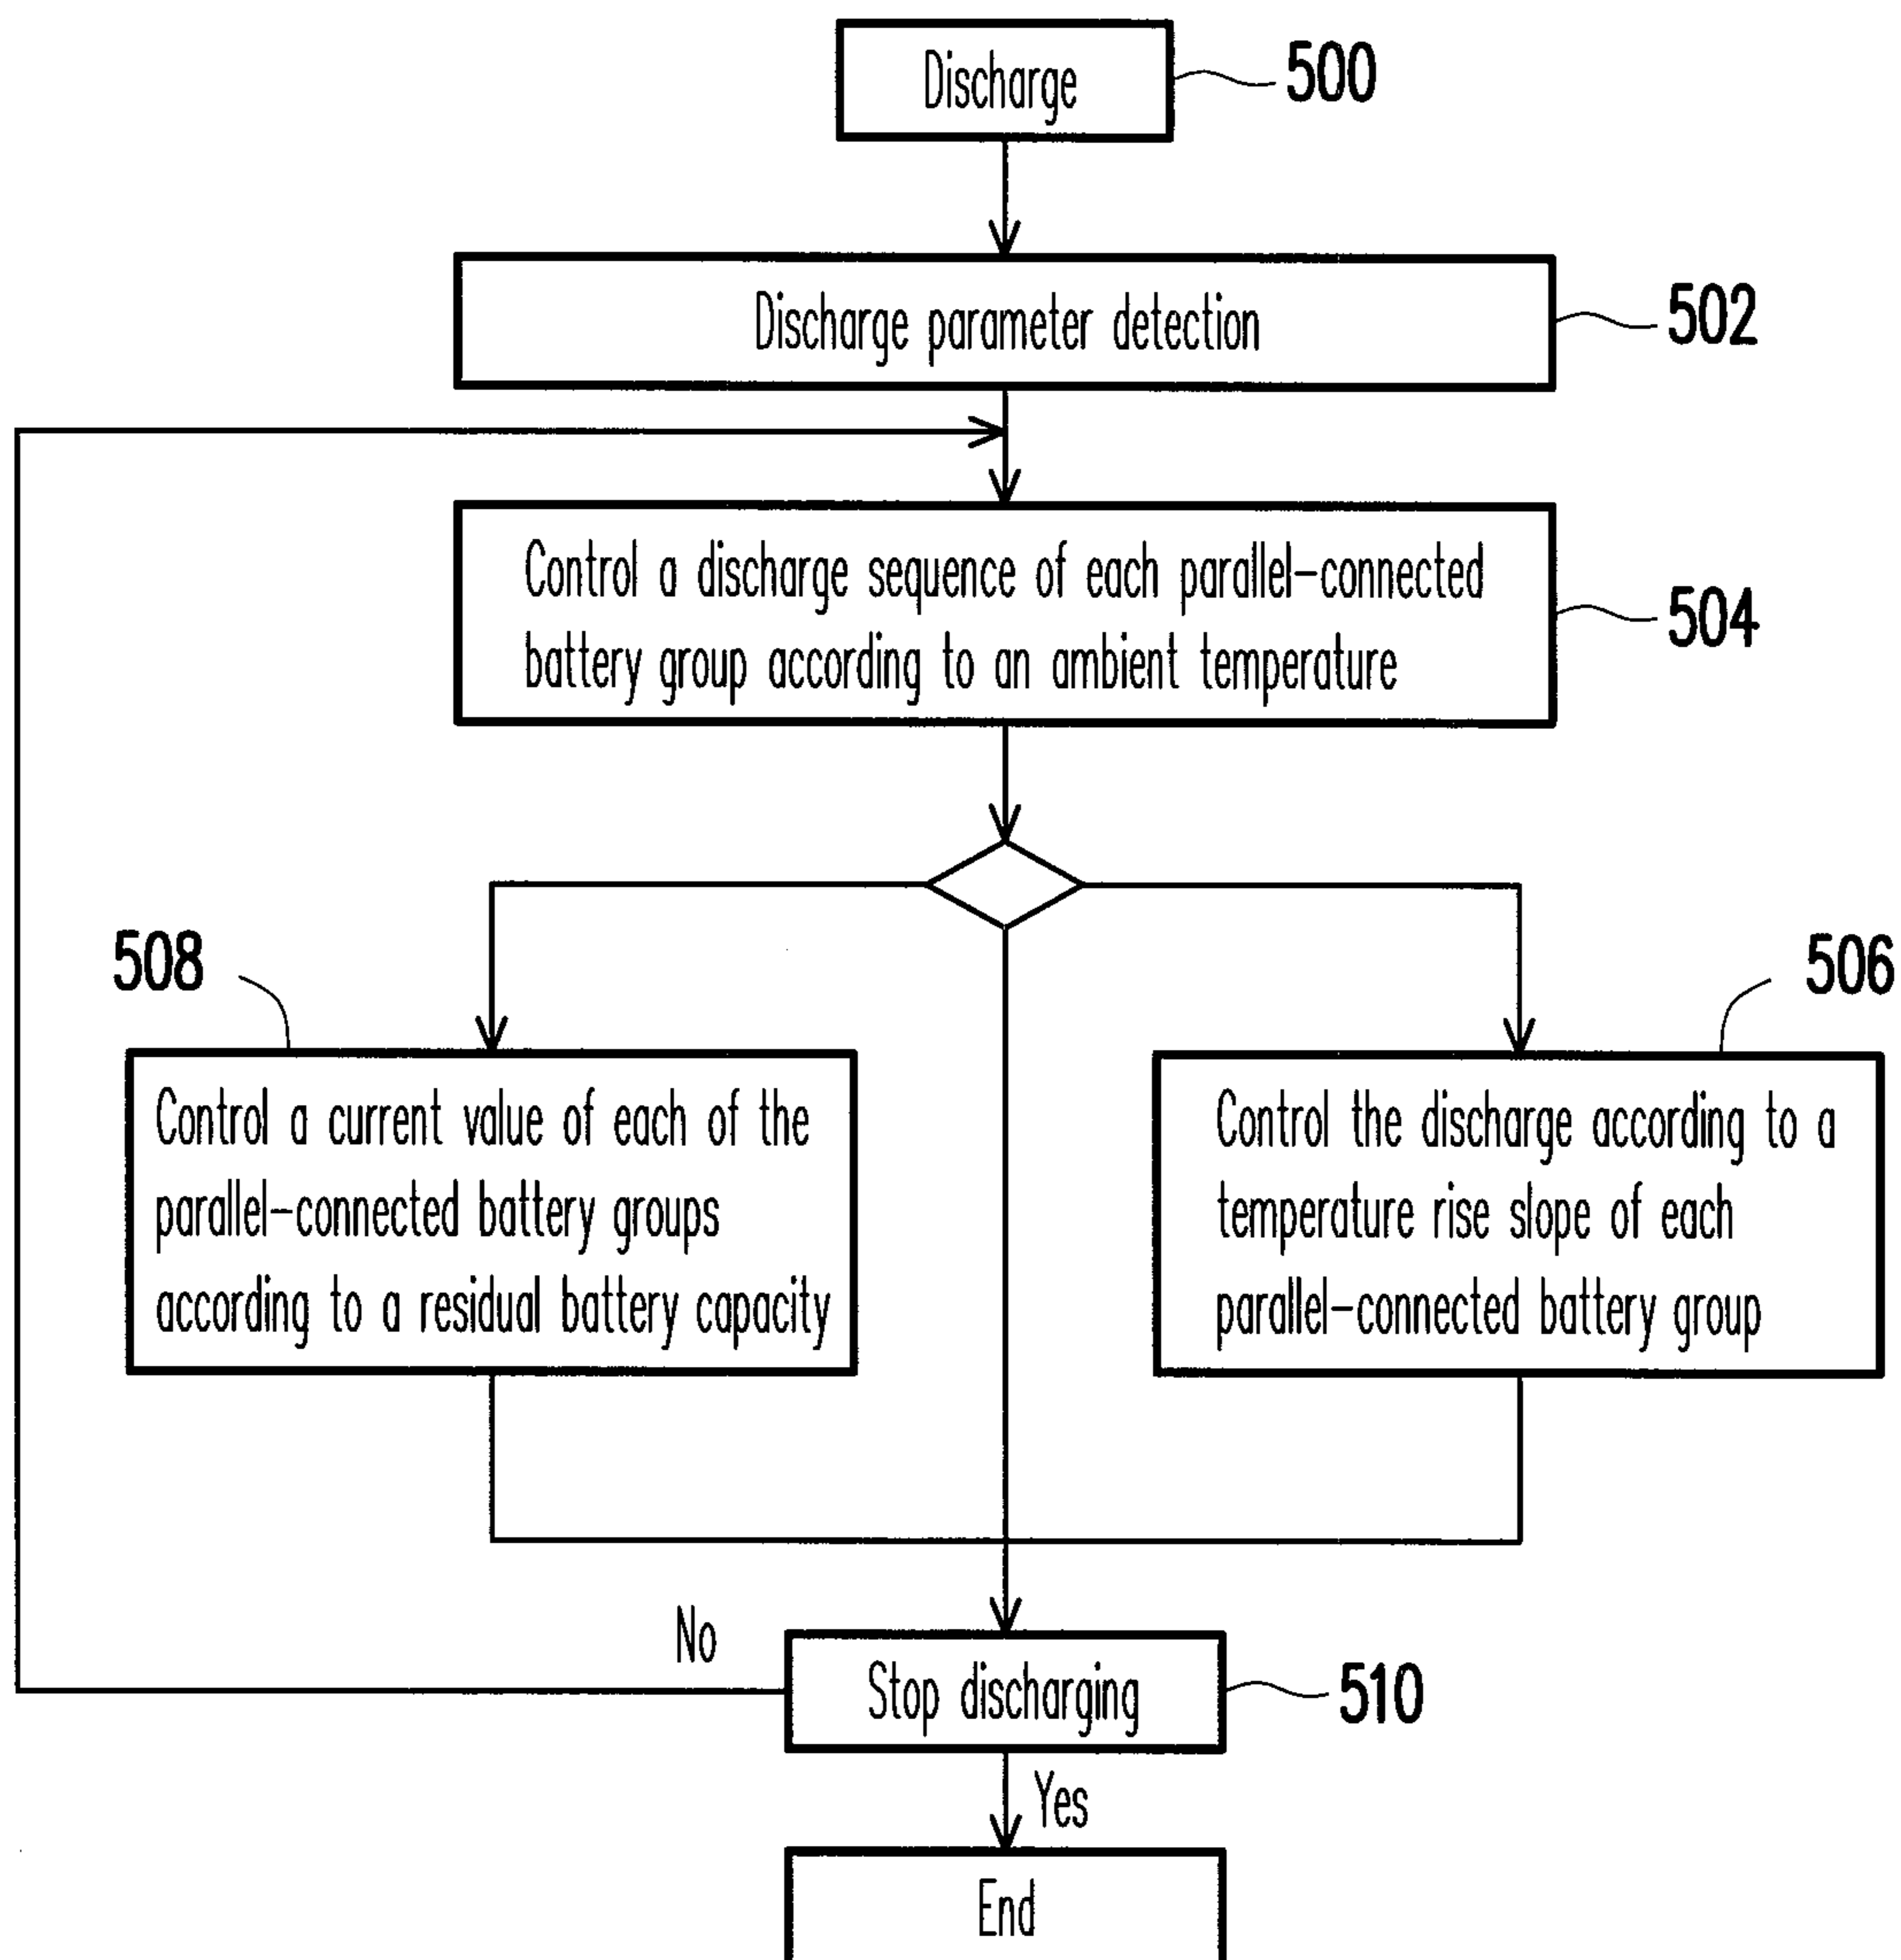 Discharge
500
Discharge parameter detection
502
Control a discharge sequence of each parallel-connected
battery group according to an ambient temperature
504
508
506
Control a current value of each of the
parallel-connected battery groups
according to a residual battery capacity
Control the discharge according to a
temperature rise slope of each
parallel-connected battery group
No
Stop discharging
510
Yes
End